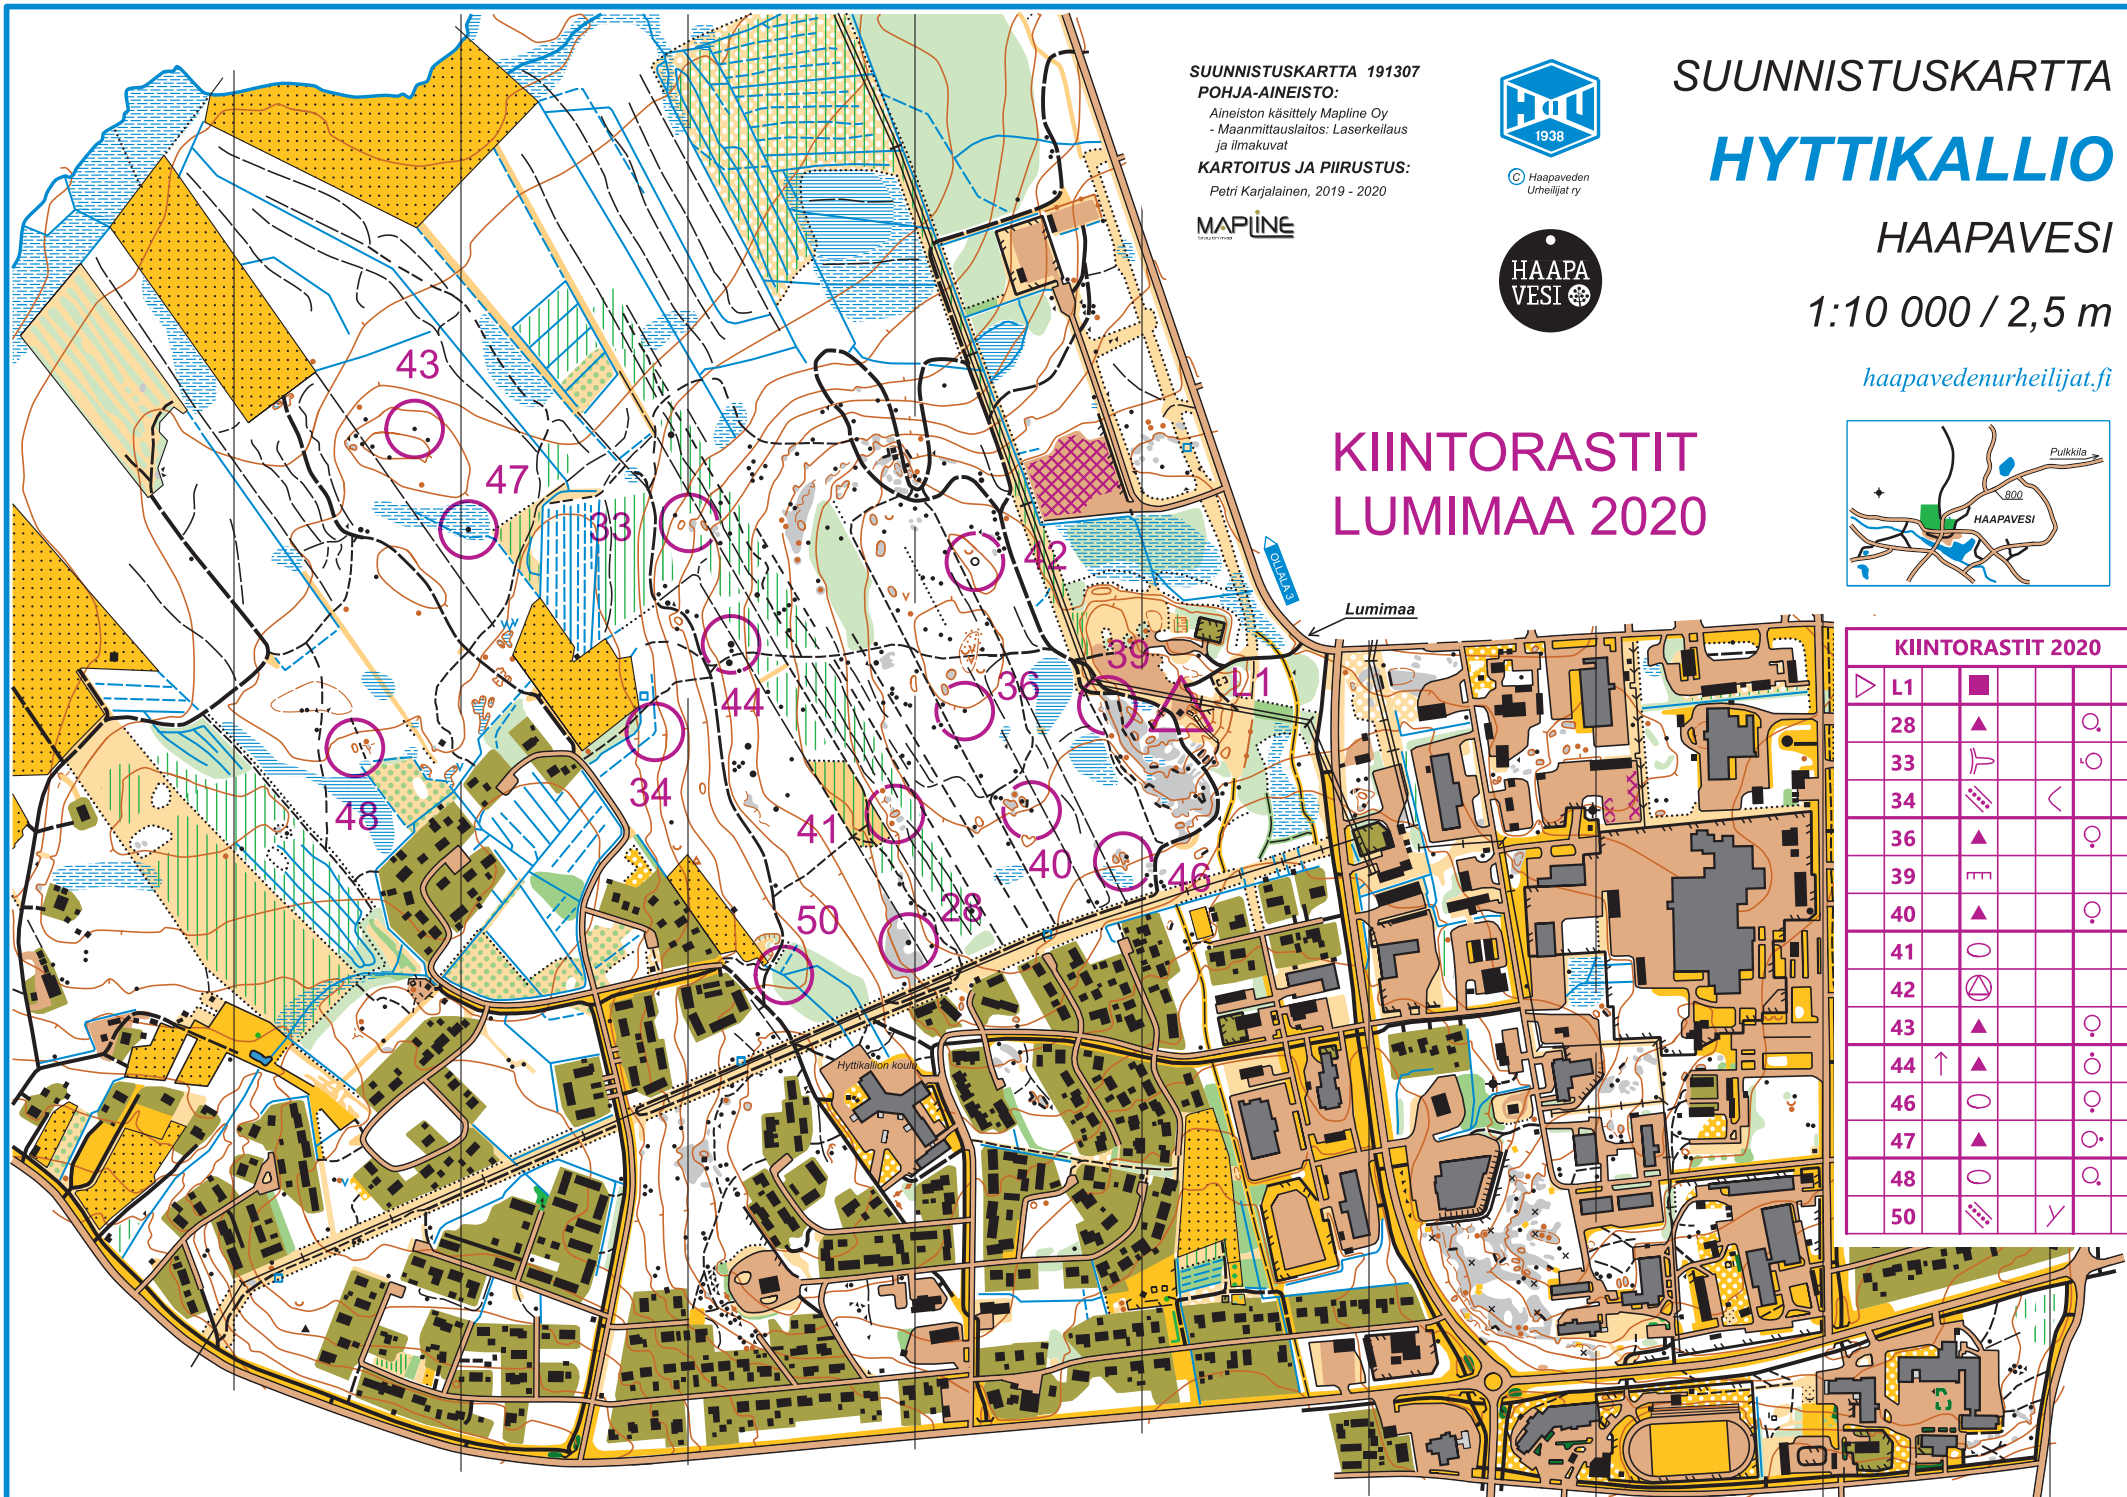 SUUNNISTUSKARTTA 191307
POHJA-AINEISTO:
Aineiston käsittely Mapline Oy
- Maanmittauslaitos: Laserkeilaus
ja ilmakuvat
KARTOITUS JA PIIRUSTUS:
Petri Karjalainen, 2019 - 2020
MAPLINE
HU
1938
© Haapaveden
Urheilijat ry
HAAPA
VESI
SUUNNISTUSKARTTA
HYTTIKALLIO
HAAPAVESI
1:10 000 / 2,5 m
haapavedenurheilijat.fi
KIINTORASTIT
LUMIMAA 2020
Pulkkila
800
HAAPAVESI
OLLALA 3
Lumimaa
43
47
33
42
39
L1
36
44
34
48
41
40
46
28
50
Hyttikallion koulu
KIINTORASTIT 2020
L1
28
33
34
36
39
40
41
42
43
44
46
47
48
50